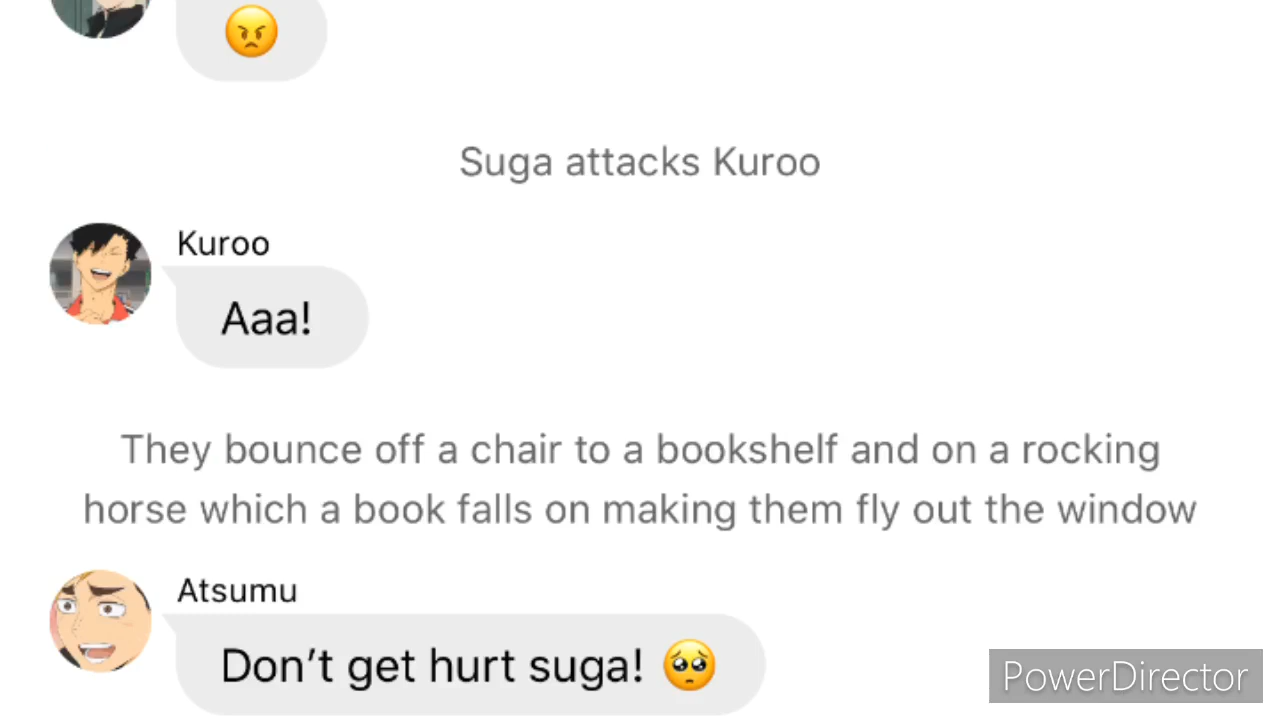 😠
Suga attacks Kuroo
Kuroo
Aaa!
They bounce off a chair to a bookshelf and on a rocking
horse which a book falls on making them fly out the window
Atsumu
Don’t get hurt suga! 🥺
PowerDirector